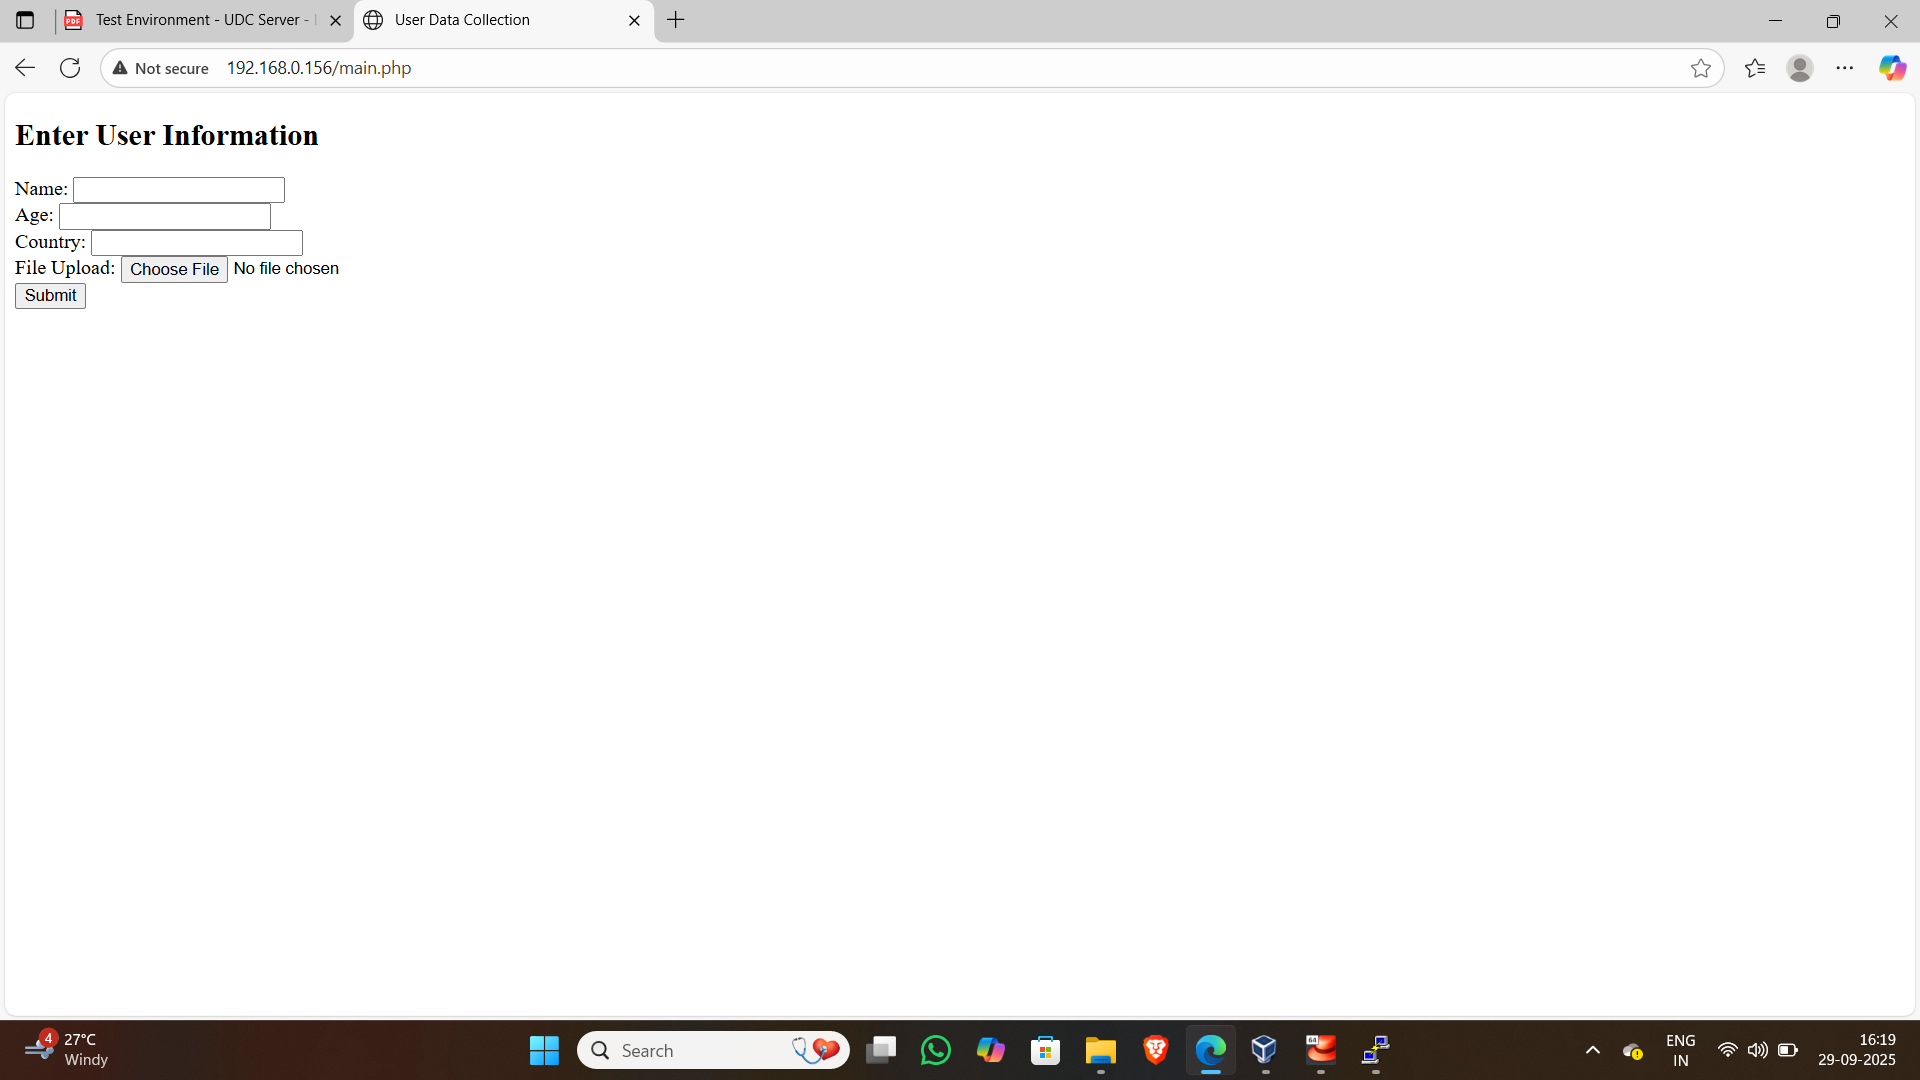 Test Environment - UDC Server -
User Data Collection
Not secure 192.168.0.156/main.php
Enter User Information
Name:
Age:
Country:
File Upload: Choose File No file chosen
Submit
4
27°C
Windy
Search
64
ENG
IN
16:19
29-09-2025